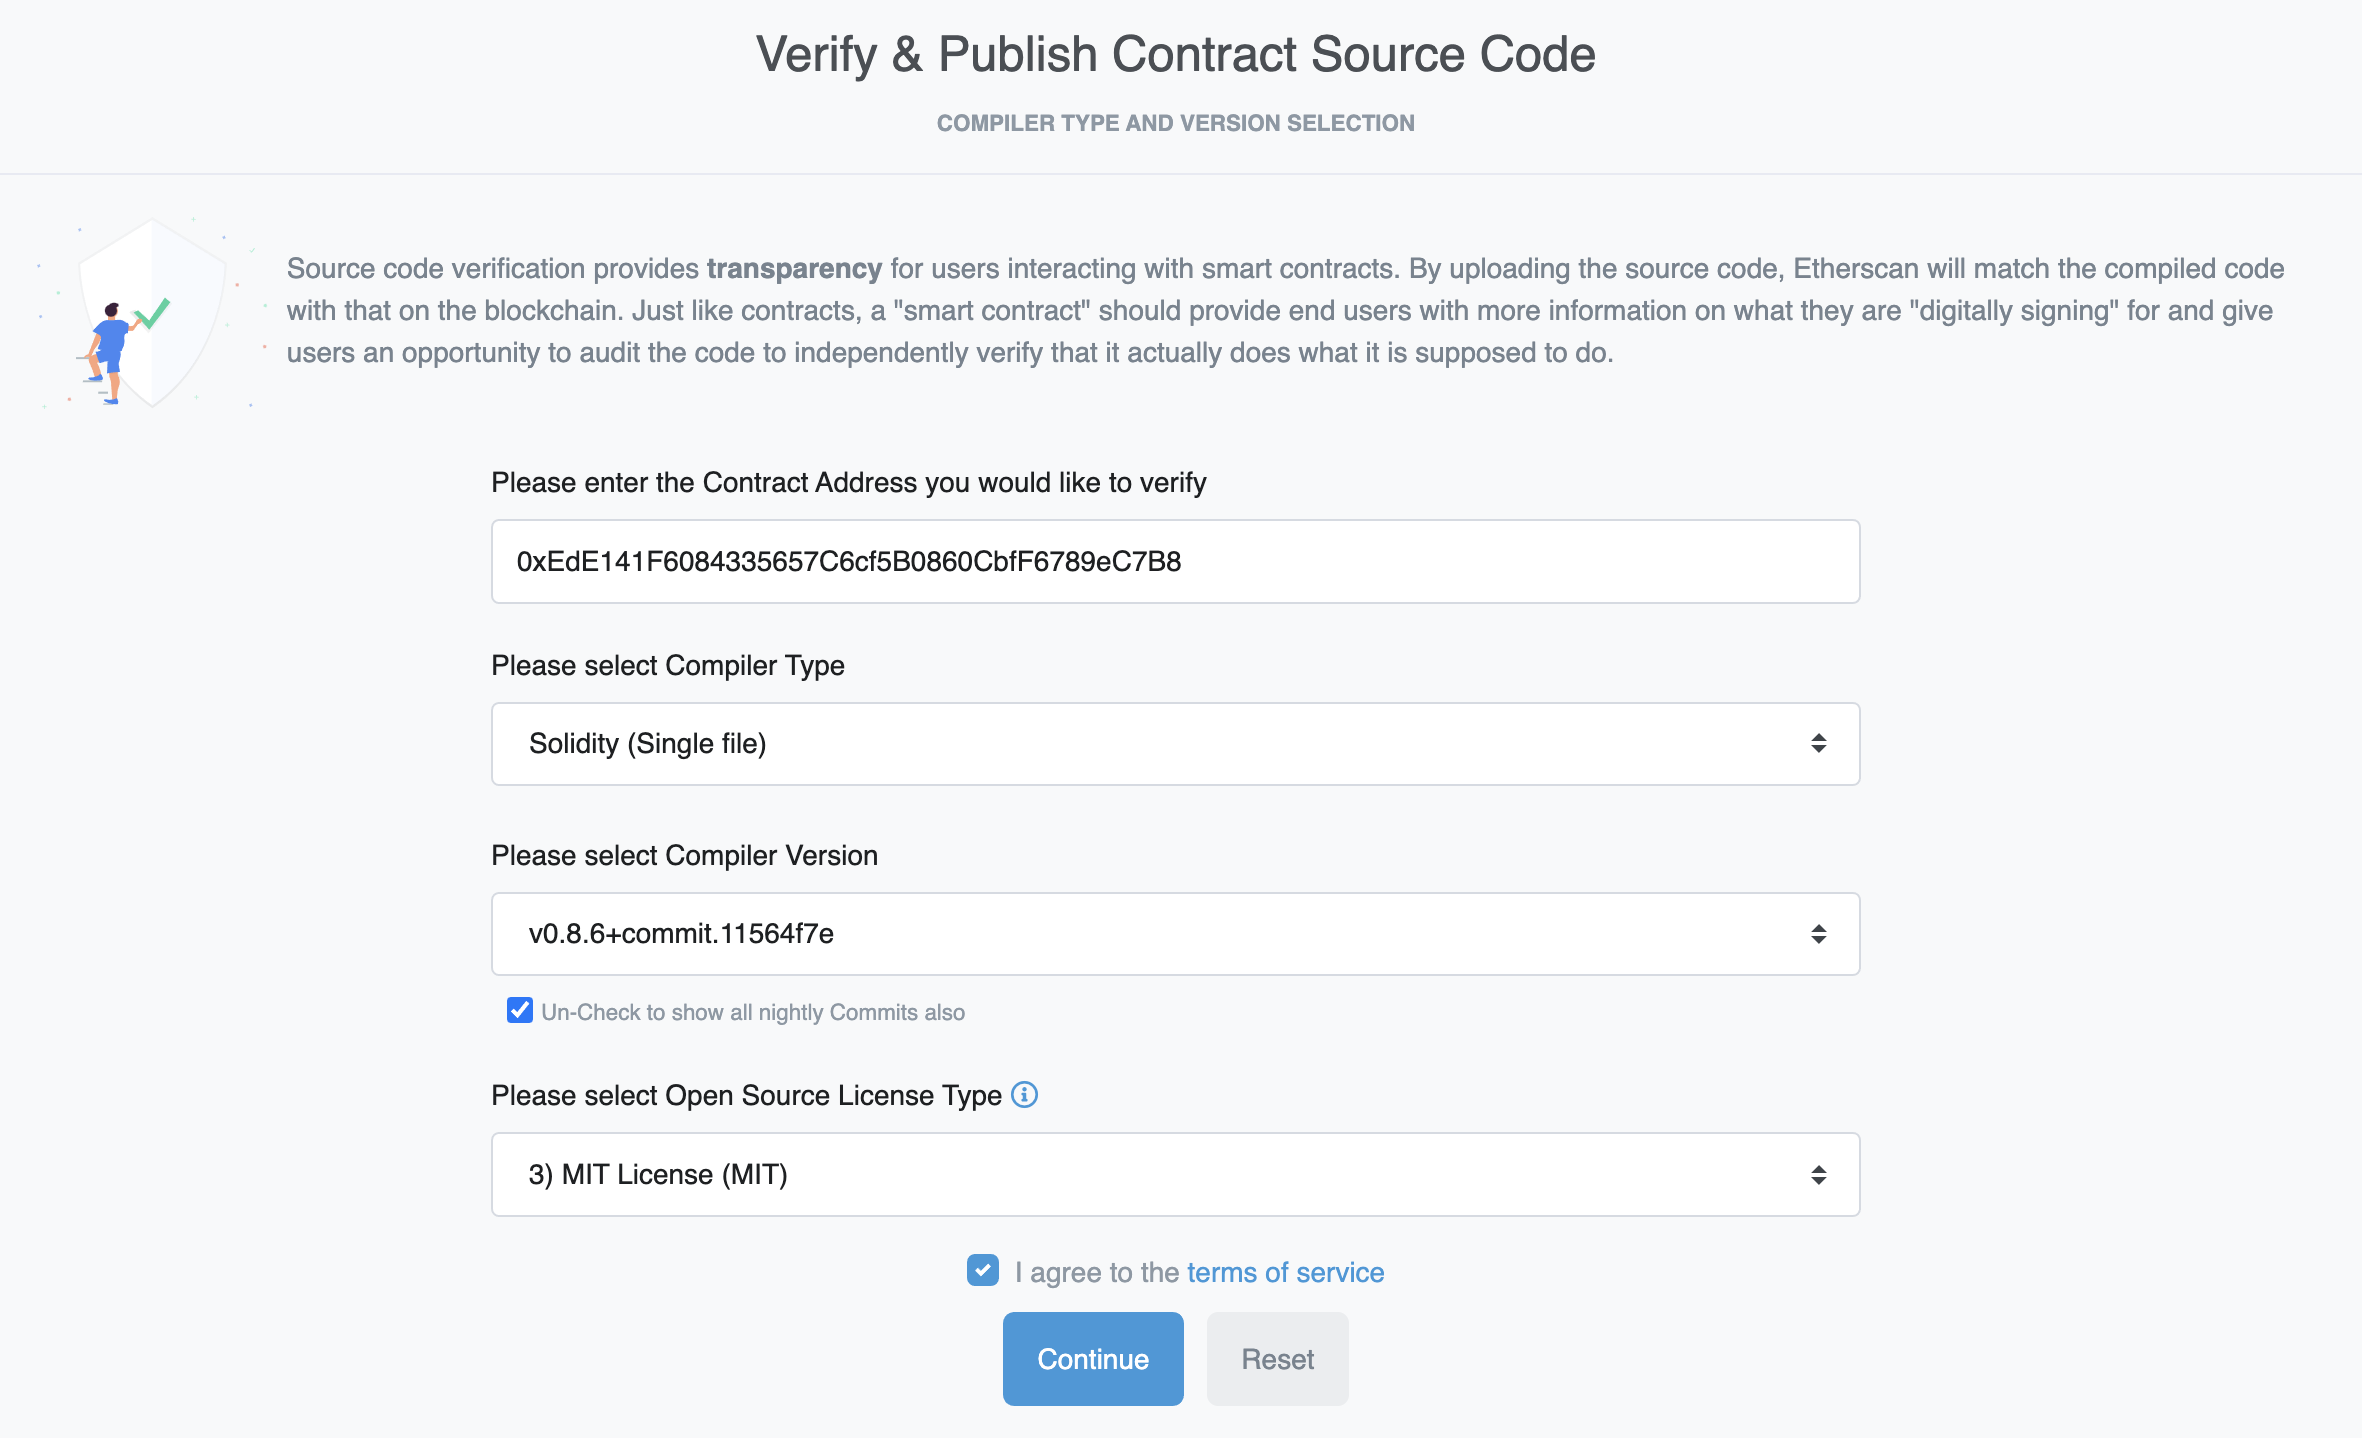 Verify & Publish Contract Source Code
COMPILER TYPE AND VERSION SELECTION
Source code verification provides transparency for users interacting with smart contracts. By uploading the source code, Etherscan will match the compiled code
with that on the blockchain. Just like contracts, a "smart contract" should provide end users with more information on what they are "digitally signing" for and give
users an opportunity to audit the code to independently verify that it actually does what it is supposed to do.
Please enter the Contract Address you would like to verify
0xEdE141F6084335657C6cf5B0860CbfF6789eC7B8
Please select Compiler Type
Solidity (Single file)
Please select Compiler Version
v0.8.6+commit.11564f7e
Un-Check to show all nightly Commits also
Please select Open Source License Type
3) MIT License (MIT)
I agree to the terms of service
Continue
Reset